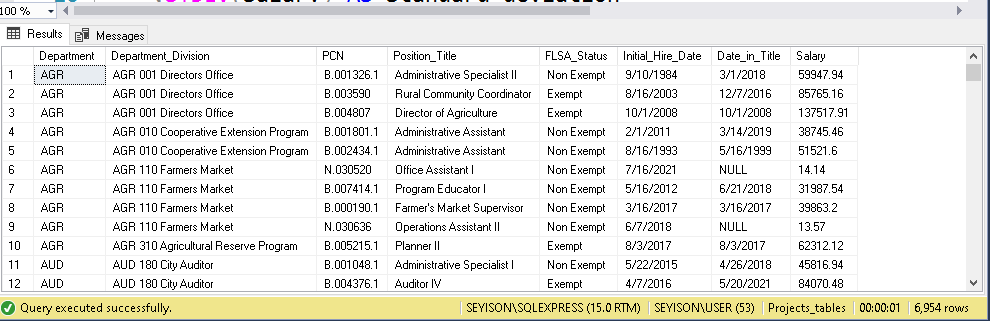 100 %
Results Messages
Department Department_Division PCN Position_Title FLSA_Status Initial_Hire_Date Date_in_Title Salary
1 AGR AGR 001 Directors Office B.001326.1 Administrative Specialist II Non Exempt 9/10/1984 3/1/2018 59947.94
2 AGR AGR 001 Directors Office B.003590 Rural Community Coordinator Exempt 8/16/2003 12/7/2016 85765.16
3 AGR AGR 001 Directors Office B.004807 Director of Agriculture Exempt 10/1/2008 10/1/2008 137517.91
4 AGR AGR 010 Cooperative Extension Program B.001801.1 Administrative Assistant Non Exempt 2/1/2011 3/14/2019 38745.46
5 AGR AGR 010 Cooperative Extension Program B.002434.1 Administrative Assistant Non Exempt 8/16/1993 5/16/1999 51521.6
6 AGR AGR 110 Farmers Market N.030520 Office Assistant I Non Exempt 7/16/2021 NULL 14.14
7 AGR AGR 110 Farmers Market B.007414.1 Program Educator I Non Exempt 5/16/2012 6/21/2018 31987.54
8 AGR AGR 110 Farmers Market B.000190.1 Farmer's Market Supervisor Non Exempt 3/16/2017 3/16/2017 39863.2
9 AGR AGR 110 Farmers Market N.030636 Operations Assistant II Non Exempt 6/7/2018 NULL 13.57
10 AGR AGR 310 Agricultural Reserve Program B.005215.1 Planner II Exempt 8/3/2017 8/3/2017 62312.12
11 AUD AUD 180 City Auditor B.001048.1 Administrative Specialist I Non Exempt 5/22/2015 4/26/2018 45816.94
12 AUD AUD 180 City Auditor B.004376.1 Auditor IV Exempt 4/7/2016 5/20/2021 84070.48
Query executed successfully. SEYISON\SQLEXPRESS (15.0 RTM) SEYISON\USER (53) Projects_tables 00:00:01 6,954 rows